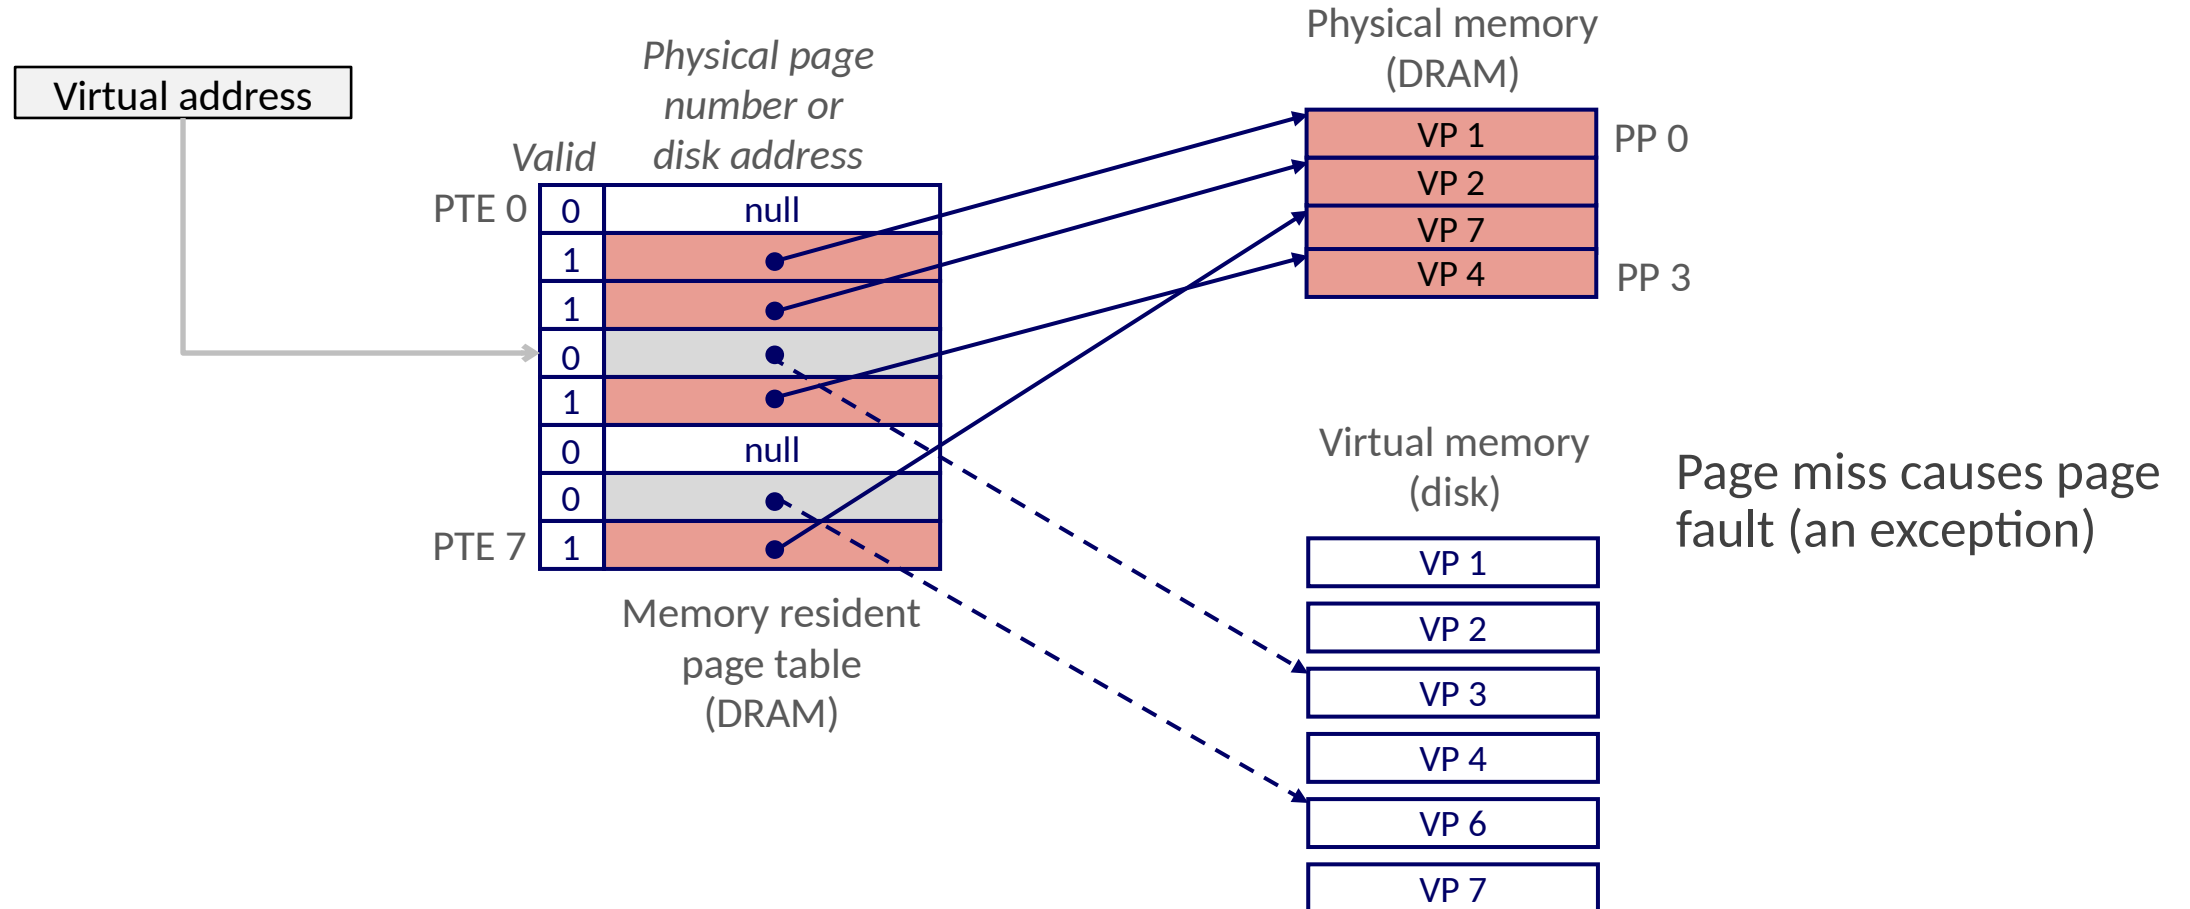 Virtual address
Physical page
number or
disk address
Valid
PTE 0
0 null
1
1
0
1
0 null
0
PTE 7 1
Memory resident
page table
(DRAM)
Physical memory
(DRAM)
VP 1 PP 0
VP 2
VP 7
VP 4 PP 3
Virtual memory
(disk)
VP 1
VP 2
VP 3
VP 4
VP 6
VP 7
Page miss causes page
fault (an exception)